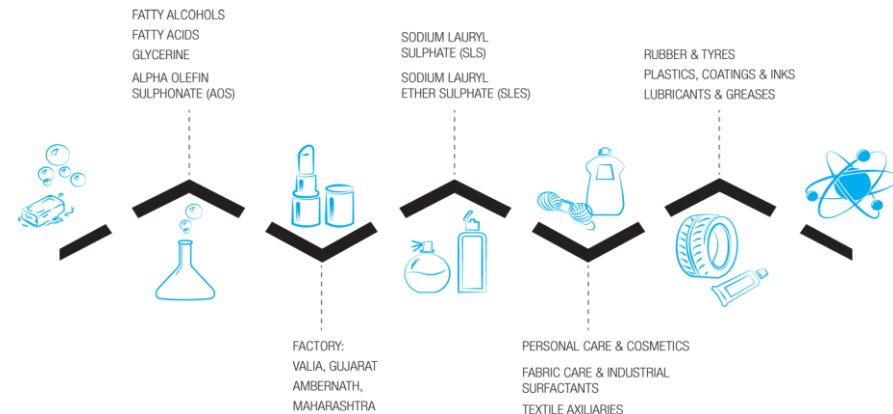 FATTY ALCOHOLS
FATTY ACIDS
GLYCERINE
ALPHA OLEFIN
SULPHONATE (AOS)
SODIUM LAURYL
SULPHATE (SLS)
SODIUM LAURYL
ETHER SULPHATE (SLES)
RUBBER & TYRES
PLASTICS, COATINGS & INKS
LUBRICANTS & GREASES
FACTORY:
VALIA, GUJARAT
AMBERNATH,
MAHARASHTRA
PERSONAL CARE & COSMETICS
FABRIC CARE & INDUSTRIAL
SURFACTANTS
TEXTILE AXILIARIES